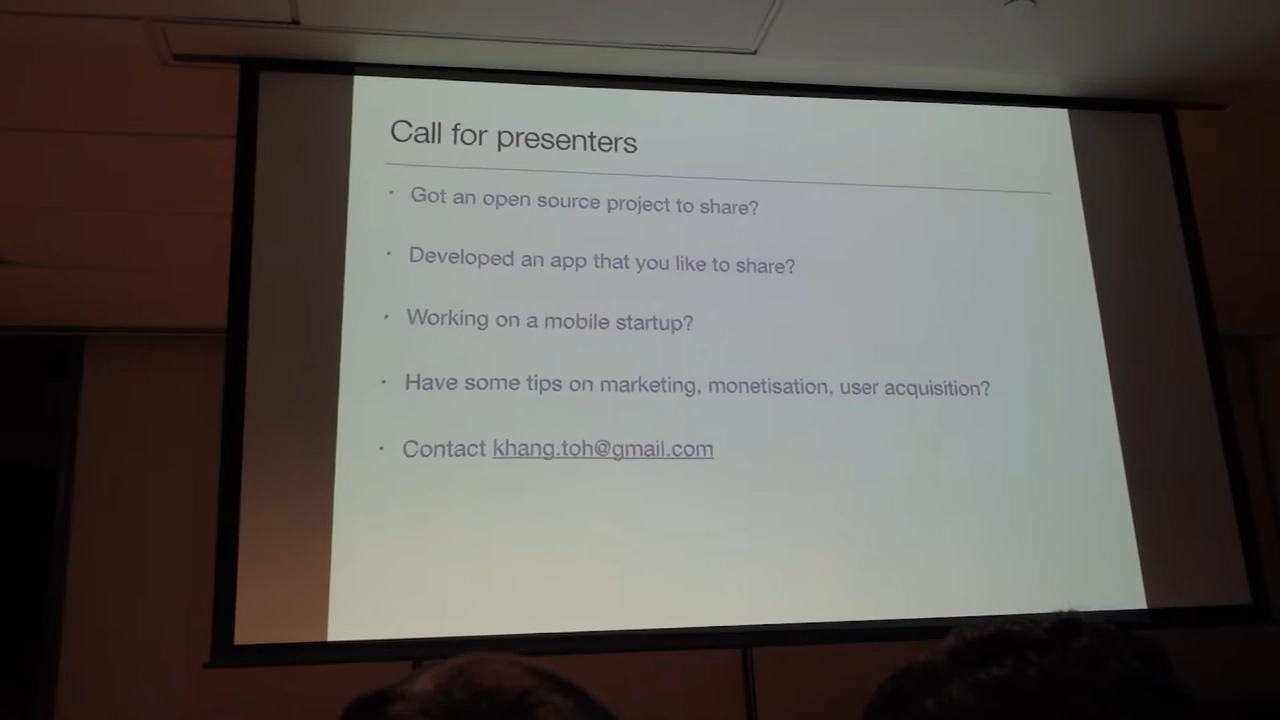 Call for presenters
· Got an open source project to share?
· Developed an app that you like to share?
· Working on a mobile startup?
· Have some tips on marketing, monetisation, user acquisition?
· Contact khang.toh@gmail.com